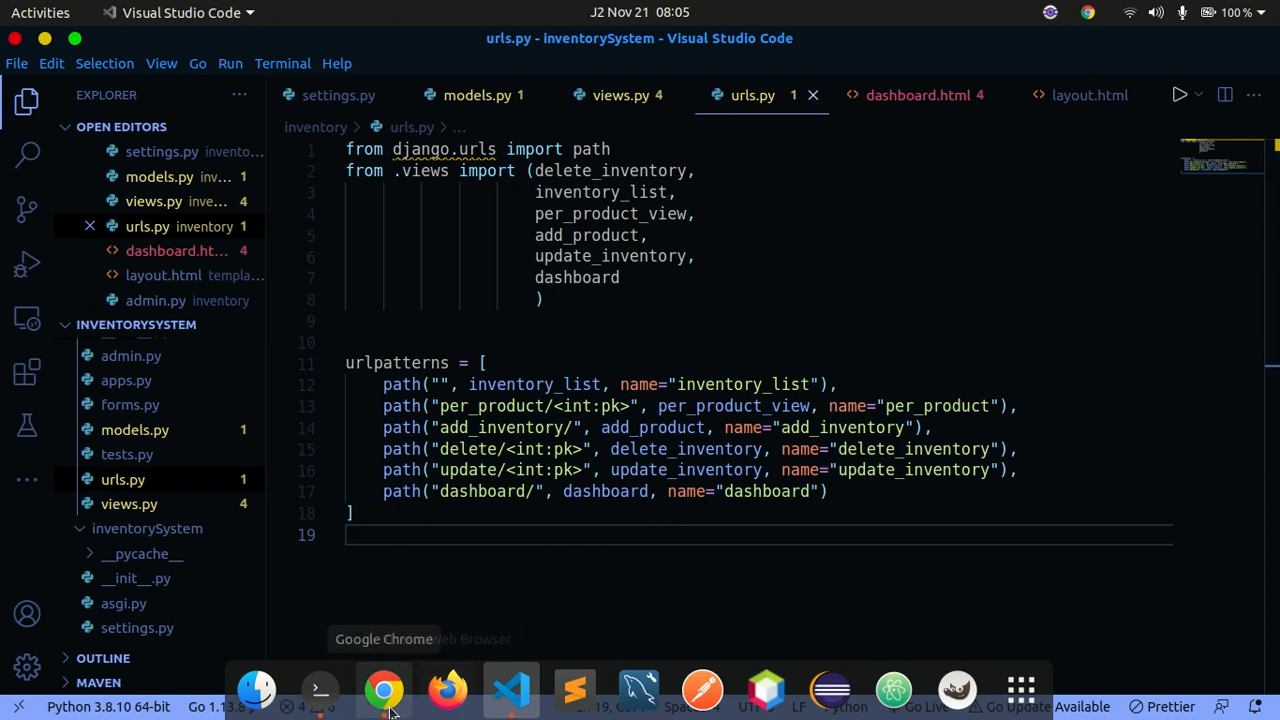 Activities
Visual Studio Code
J2 Nov 21 08:05
100 %
urls.py - inventorySystem - Visual Studio Code
File Edit Selection View Go Run Terminal Help
EXPLORER
settings.py
models.py 1
views.py 4
urls.py 1
dashboard.html 4
layout.html
OPEN EDITORS
settings.py invento...
models.py inv... 1
views.py inve... 4
urls.py inventory 1
dashboard.ht... 4
layout.html templa...
admin.py inventory
INVENTORYSYSTEM
admin.py
apps.py
forms.py
models.py 1
tests.py
urls.py 1
views.py 4
inventorySystem
__pycache__
__init__.py
asgi.py
settings.py
OUTLINE
MAVEN
inventory > urls.py > ...
1 from django.urls import path
2 from .views import (delete_inventory,
3 inventory_list,
4 per_product_view,
5 add_product,
6 update_inventory,
7 dashboard
8 )
9
10
11 urlpatterns = [
12 path("", inventory_list, name="inventory_list"),
13 path("per_product/<int:pk>", per_product_view, name="per_product"),
14 path("add_inventory/", add_product, name="add_inventory"),
15 path("delete/<int:pk>", delete_inventory, name="delete_inventory"),
16 path("update/<int:pk>", update_inventory, name="update_inventory"),
17 path("dashboard/", dashboard, name="dashboard")
18 ]
19
Google Chrome
Web Browser
Python 3.8.10 64-bit
Go 1.13.8
Available
Prettier